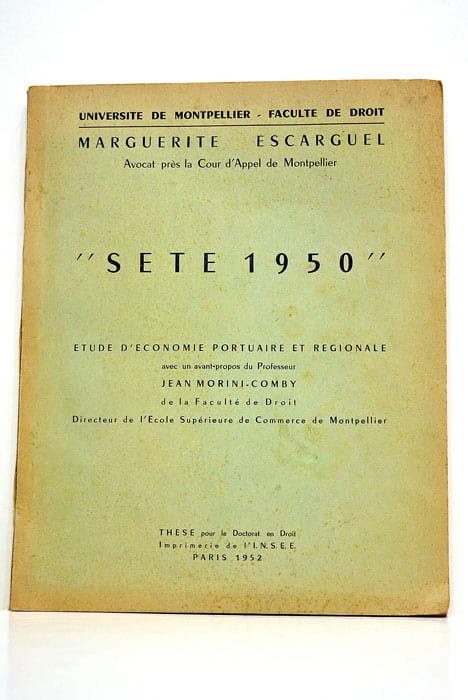 UNIVERSITE DE MONTPELLIER - FACULTE DE DROIT
MARGUERITE ESCARGUEL
Avocat près la Cour d'Appel de Montpellier
"SETE 1950"
ETUDE D'ECONOMIE PORTUAIRE ET REGIONALE
avec un avant-propos du Professeur
JEAN MORINI-COMBY
de la Faculté de Droit
Directeur de l'Ecole Supérieure de Commerce de Montpellier
THESE pour le Doctorat en Droit
Imprimerie de l'I.N.S.E.E.
PARIS 1952